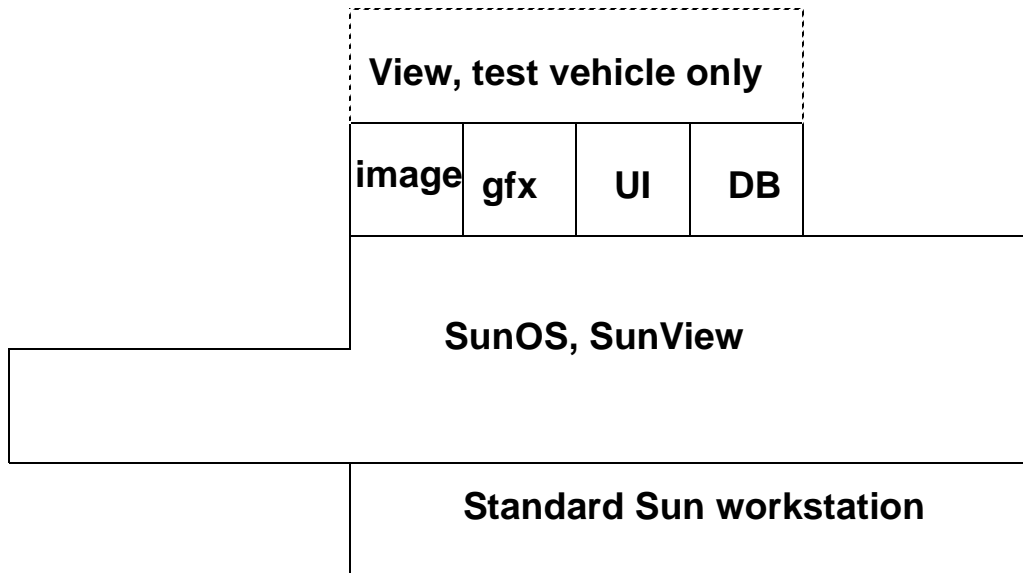 View, test vehicle only
image gfx UI DB
SunOS, SunView
Standard Sun workstation